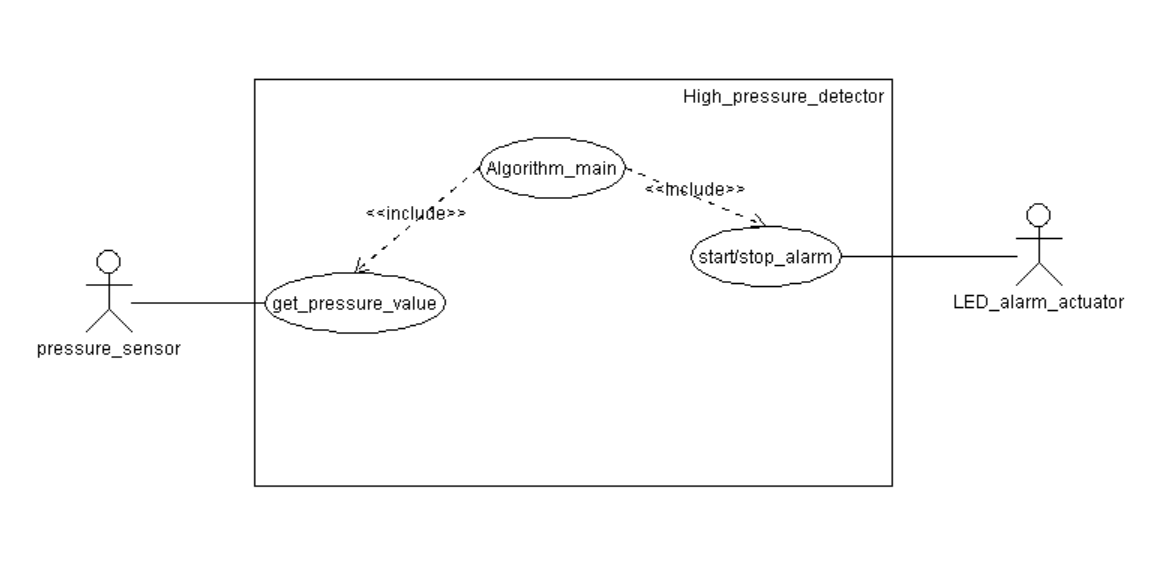 High_pressure_detector
Algorithm_main
<<include>>
<<include>>
start/stop_alarm
get_pressure_value
LED_alarm_actuator
pressure_sensor